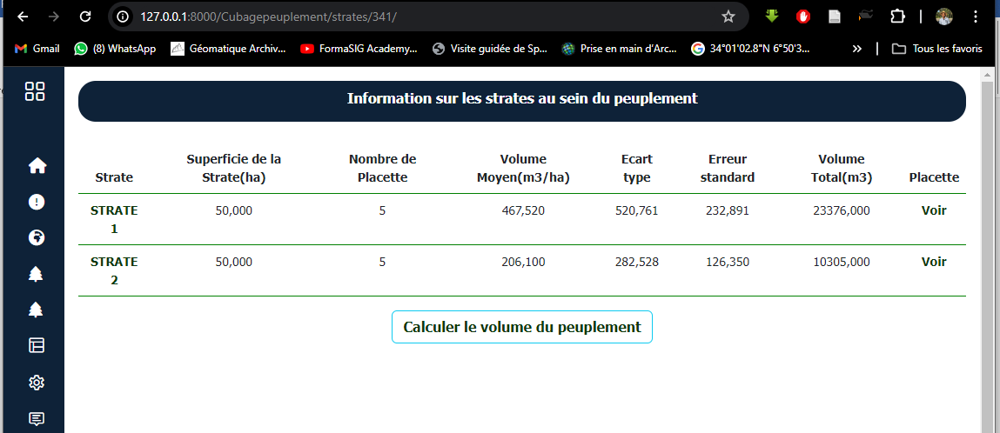 127.0.0.1:8000/Cubagepeuplement/strates/341/
Gmail (8) WhatsApp Géomatique Archiv... FormaSIG Academy... Visite guidée de Sp... Prise en main d'Arc... 34°01'02.8"N 6°50'3... » Tous les favoris
Information sur les strates au sein du peuplement
Superficie de la Nombre de Volume Ecart Erreur Volume
Strate Strate(ha) Placette Moyen(m3/ha) type standard Total(m3) Placette
STRATE 50,000 5 467,520 520,761 232,891 23376,000 Voir
1
STRATE 50,000 5 206,100 282,528 126,350 10305,000 Voir
2
Calculer le volume du peuplement